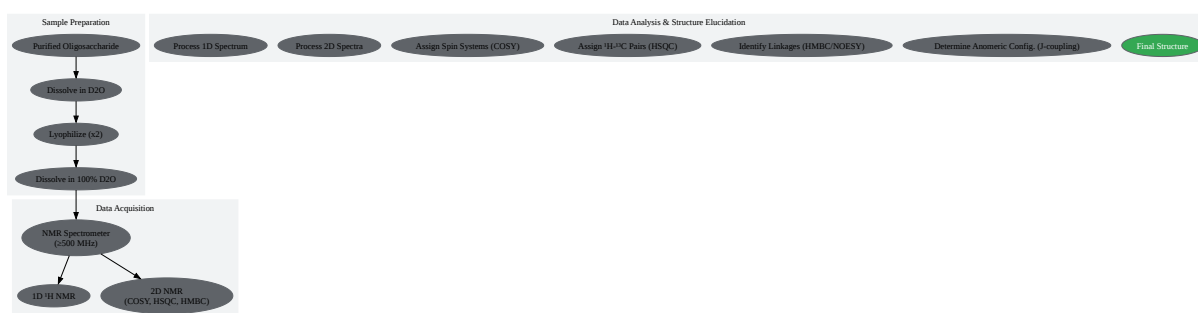 Sample Preparation
Purified Oligosaccharide
Dissolve in D2O
Lyophilize (x2)
Dissolve in 100% D2O
Data Acquisition
NMR Spectrometer
(≥500 MHz)
1D ¹H NMR
2D NMR
(COSY, HSQC, HMBC)
Data Analysis & Structure Elucidation
Process 1D Spectrum
Process 2D Spectra
Assign Spin Systems (COSY)
Assign ¹H-¹³C Pairs (HSQC)
Identify Linkages (HMBC/NOESY)
Determine Anomeric Config. (J-coupling)
Final Structure